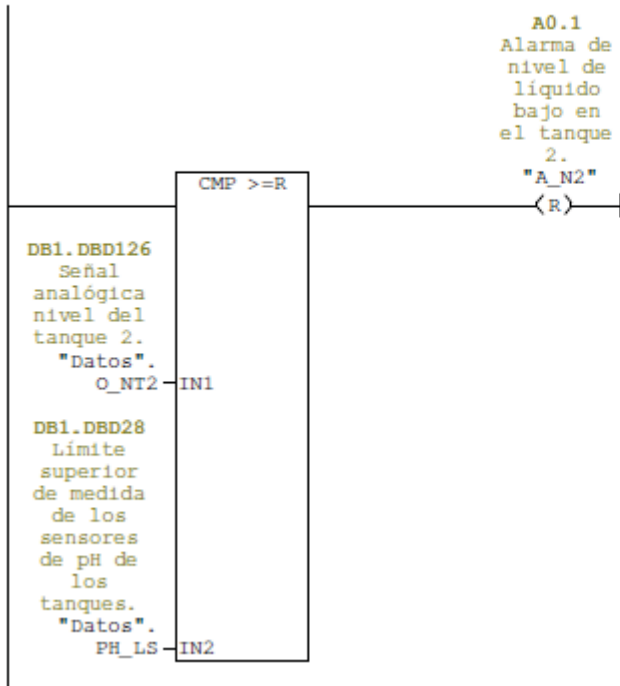 A0.1
Alarma de
nivel de
líquido
bajo en
el tanque
2.
"A_N2"
CMP >=R
(R)
DB1.DBD126
Señal
analógica
nivel del
tanque 2.
"Datos".
O_NT2
IN1
DB1.DBD28
Límite
superior
de medida
de los
sensores
de pH de
los
tanques.
"Datos".
PH_LS
IN2